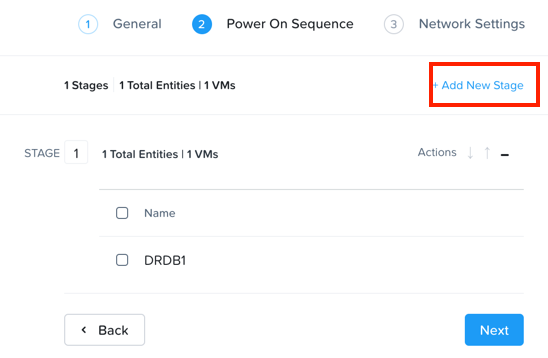 1 General 2 Power On Sequence 3 Network Settings
1 Stages 1 Total Entities | 1 VMs + Add New Stage
STAGE 1 1 Total Entities | 1 VMs Actions ↓ ↑ –
Name
DRDB1
‹ Back Next